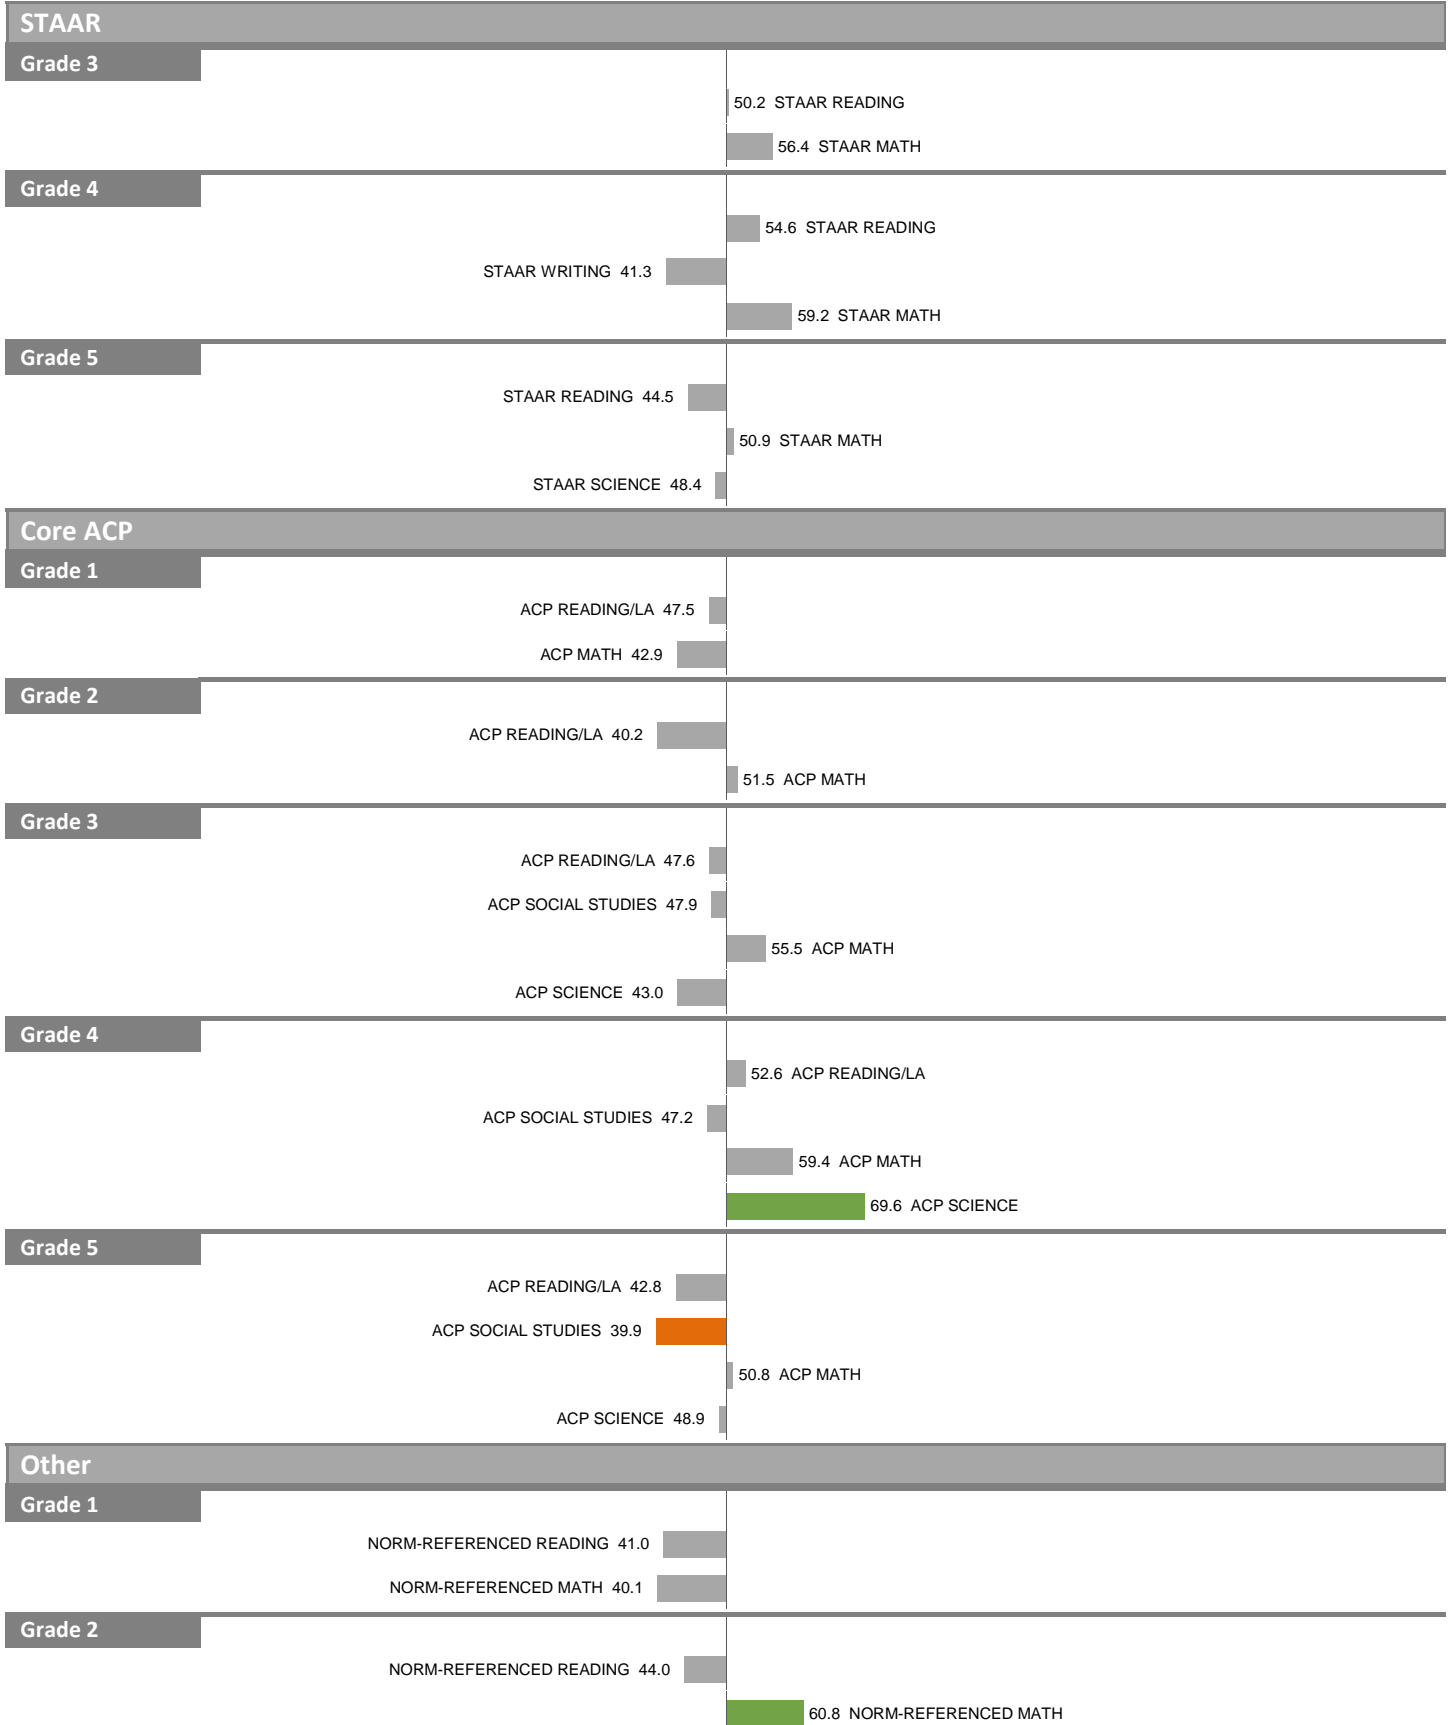 STAAR
Grade 3
50.2 STAAR READING
56.4 STAAR MATH
Grade 4
54.6 STAAR READING
STAAR WRITING 41.3
59.2 STAAR MATH
Grade 5
STAAR READING 44.5
50.9 STAAR MATH
STAAR SCIENCE 48.4
Core ACP
Grade 1
ACP READING/LA 47.5
ACP MATH 42.9
Grade 2
ACP READING/LA 40.2
51.5 ACP MATH
Grade 3
ACP READING/LA 47.6
ACP SOCIAL STUDIES 47.9
55.5 ACP MATH
ACP SCIENCE 43.0
Grade 4
52.6 ACP READING/LA
ACP SOCIAL STUDIES 47.2
59.4 ACP MATH
69.6 ACP SCIENCE
Grade 5
ACP READING/LA 42.8
ACP SOCIAL STUDIES 39.9
50.8 ACP MATH
ACP SCIENCE 48.9
Other
Grade 1
NORM-REFERENCED READING 41.0
NORM-REFERENCED MATH 40.1
Grade 2
NORM-REFERENCED READING 44.0
60.8 NORM-REFERENCED MATH